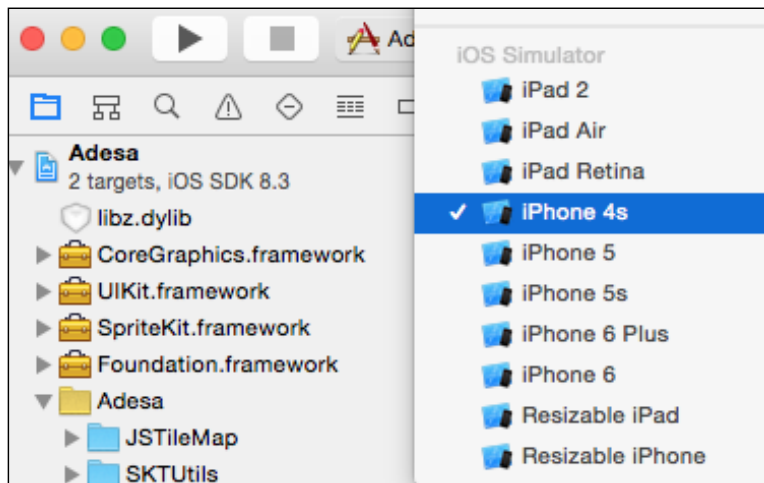 Ad
Adesa
2 targets, iOS SDK 8.3
libz.dylib
CoreGraphics.framework
UIKit.framework
SpriteKit.framework
Foundation.framework
Adesa
JSTileMap
SKTUtils
iOS Simulator
iPad 2
iPad Air
iPad Retina
iPhone 4s
iPhone 5
iPhone 5s
iPhone 6 Plus
iPhone 6
Resizable iPad
Resizable iPhone